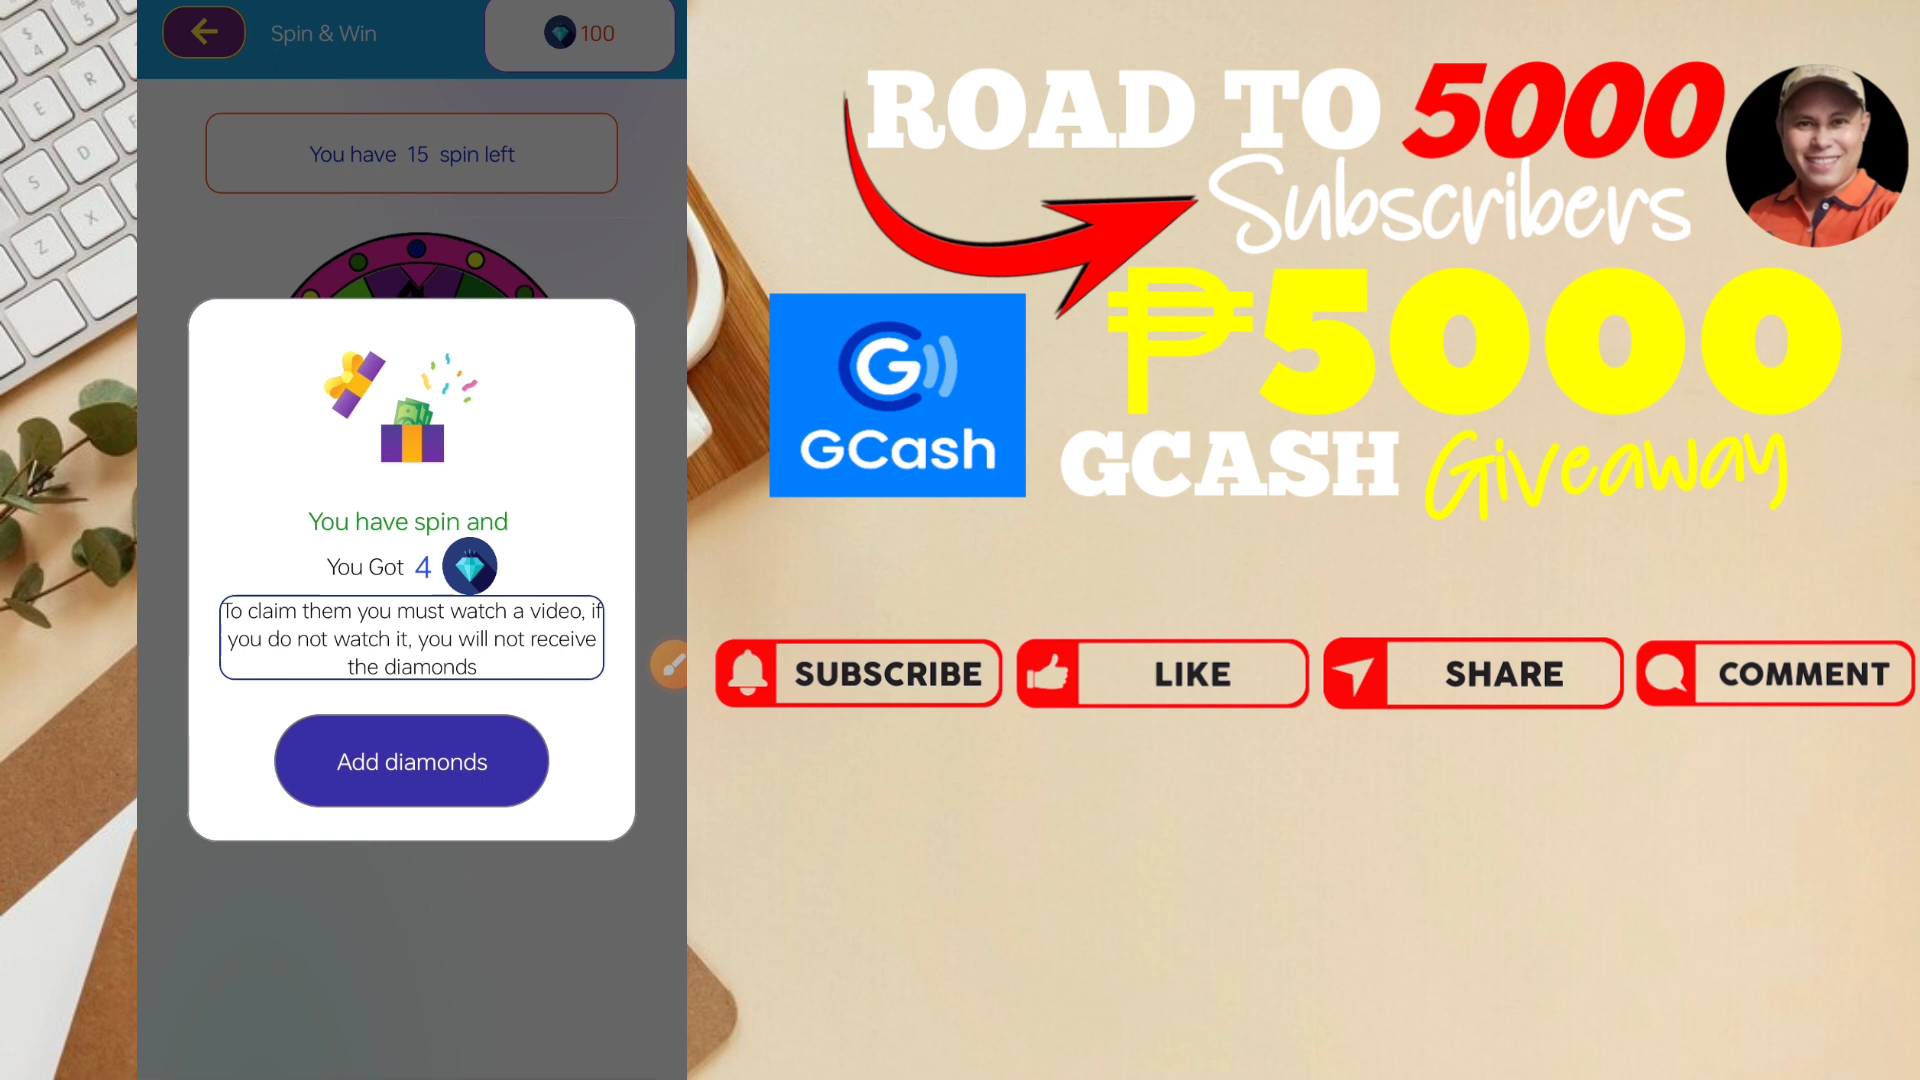 Spin & Win
100
You have 15 spin left
You have spin and
You Got 4
To claim them you must watch a video, if
you do not watch it, you will not receive
the diamonds
Add diamonds
ROAD TO 5000
Subscribers
₱5000
GCASH Giveaway
G
GCash
SUBSCRIBE
LIKE
SHARE
COMMENT
$
4
%
5
E
R
D
F
S
X
Z